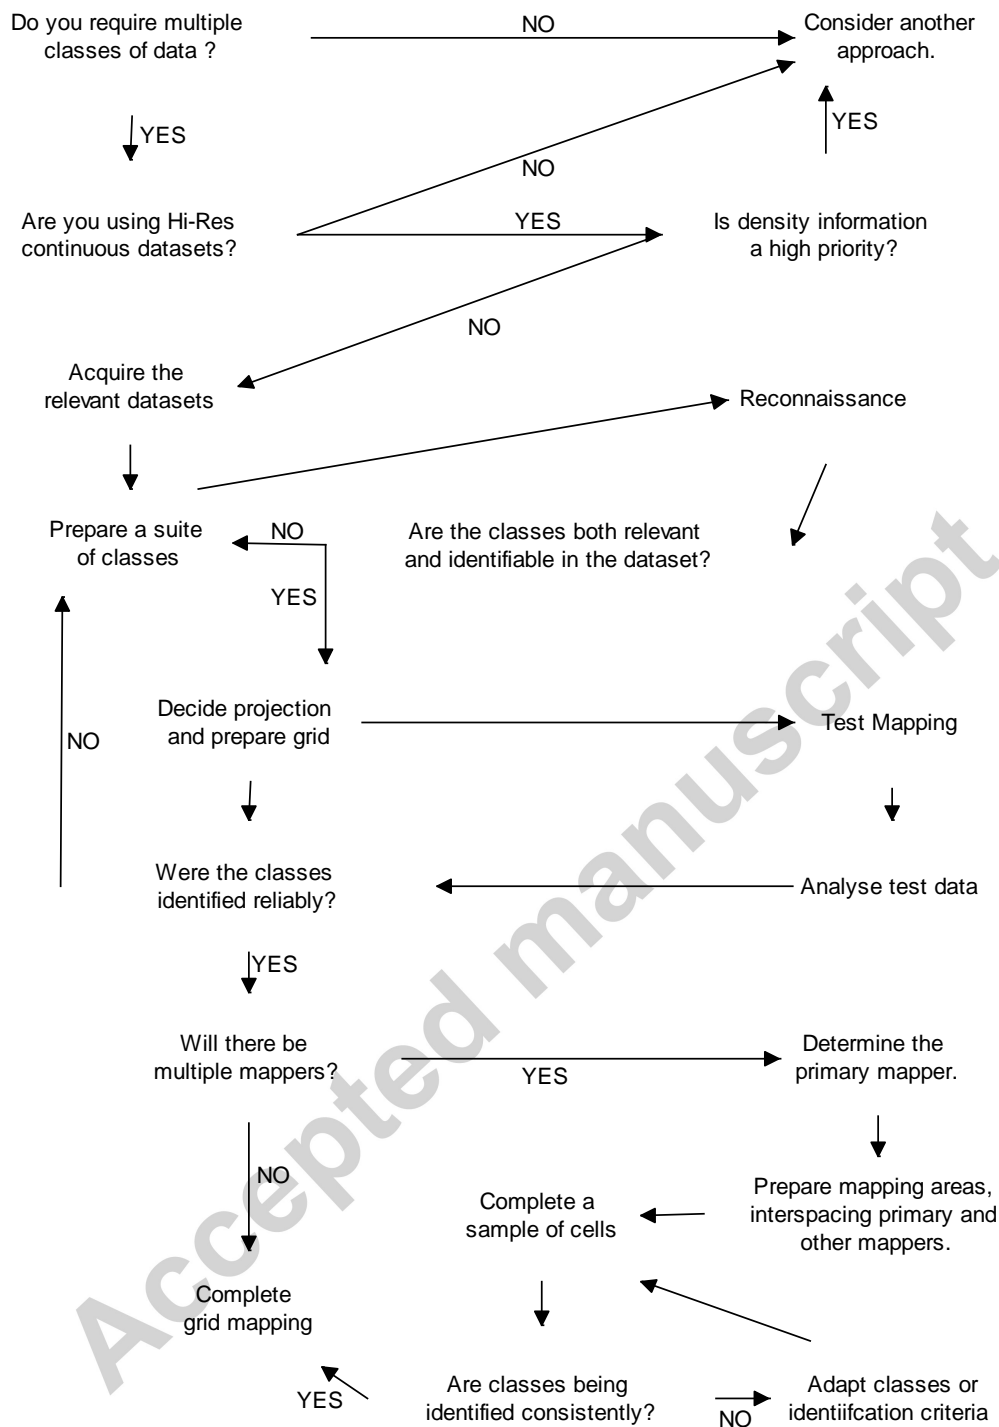 Do you require multiple
classes of data ?
NO
Consider another
approach.
YES
YES
NO
Are you using Hi-Res
continuous datasets?
YES
Is density information
a high priority?
NO
Acquire the
relevant datasets
Reconnaissance
Prepare a suite
of classes
NO
Are the classes both relevant
and identifiable in the dataset?
YES
Decide projection
and prepare grid
Test Mapping
NO
Were the classes
identified reliably?
Analyse test data
YES
Will there be
multiple mappers?
YES
Determine the
primary mapper.
NO
Complete a
sample of cells
Prepare mapping areas,
interspacing primary and
other mappers.
Complete
grid mapping
YES
Are classes being
identified consistently?
NO
Adapt classes or
identiifcation criteria
Accepted manuscript